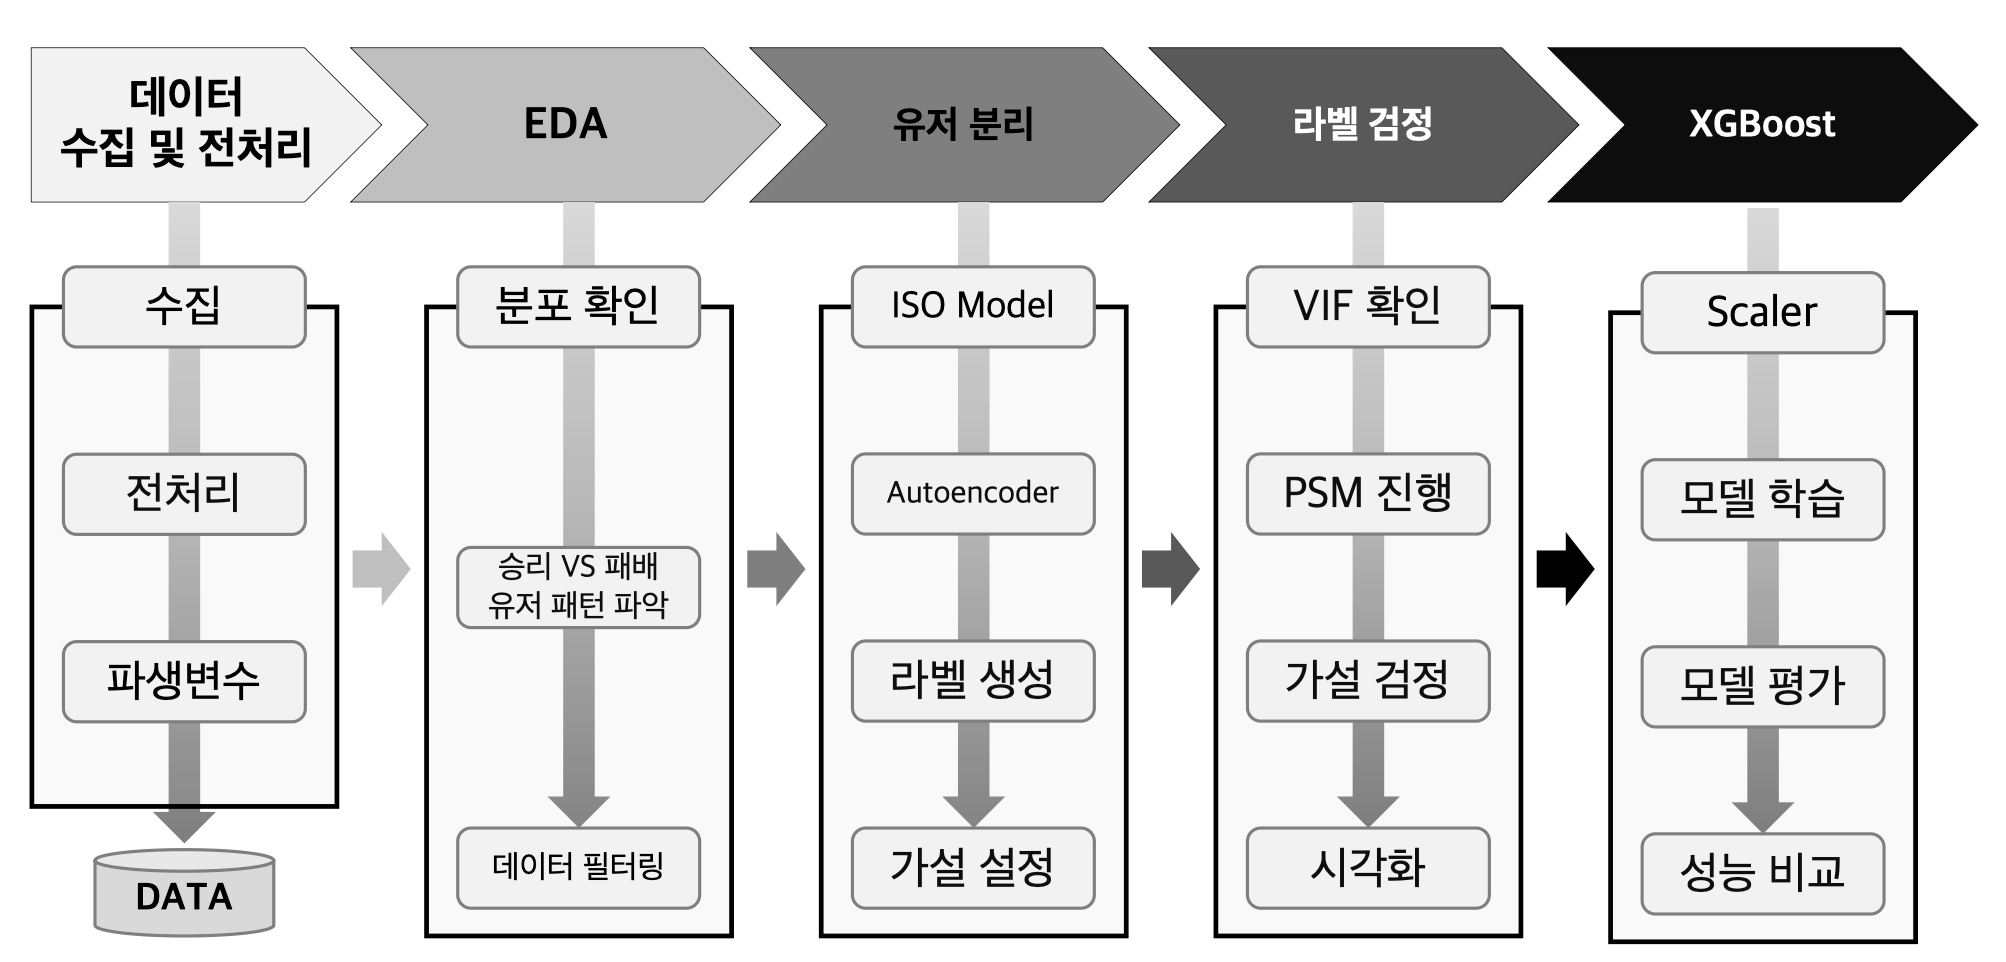 데이터
수집 및 전처리
EDA
유저 분리
라벨 검정
XGBoost
수집
전처리
파생변수
DATA
분포 확인
승리 VS 패배
유저 패턴 파악
데이터 필터링
ISO Model
Autoencoder
라벨 생성
가설 설정
VIF 확인
PSM 진행
가설 검정
시각화
Scaler
모델 학습
모델 평가
성능 비교